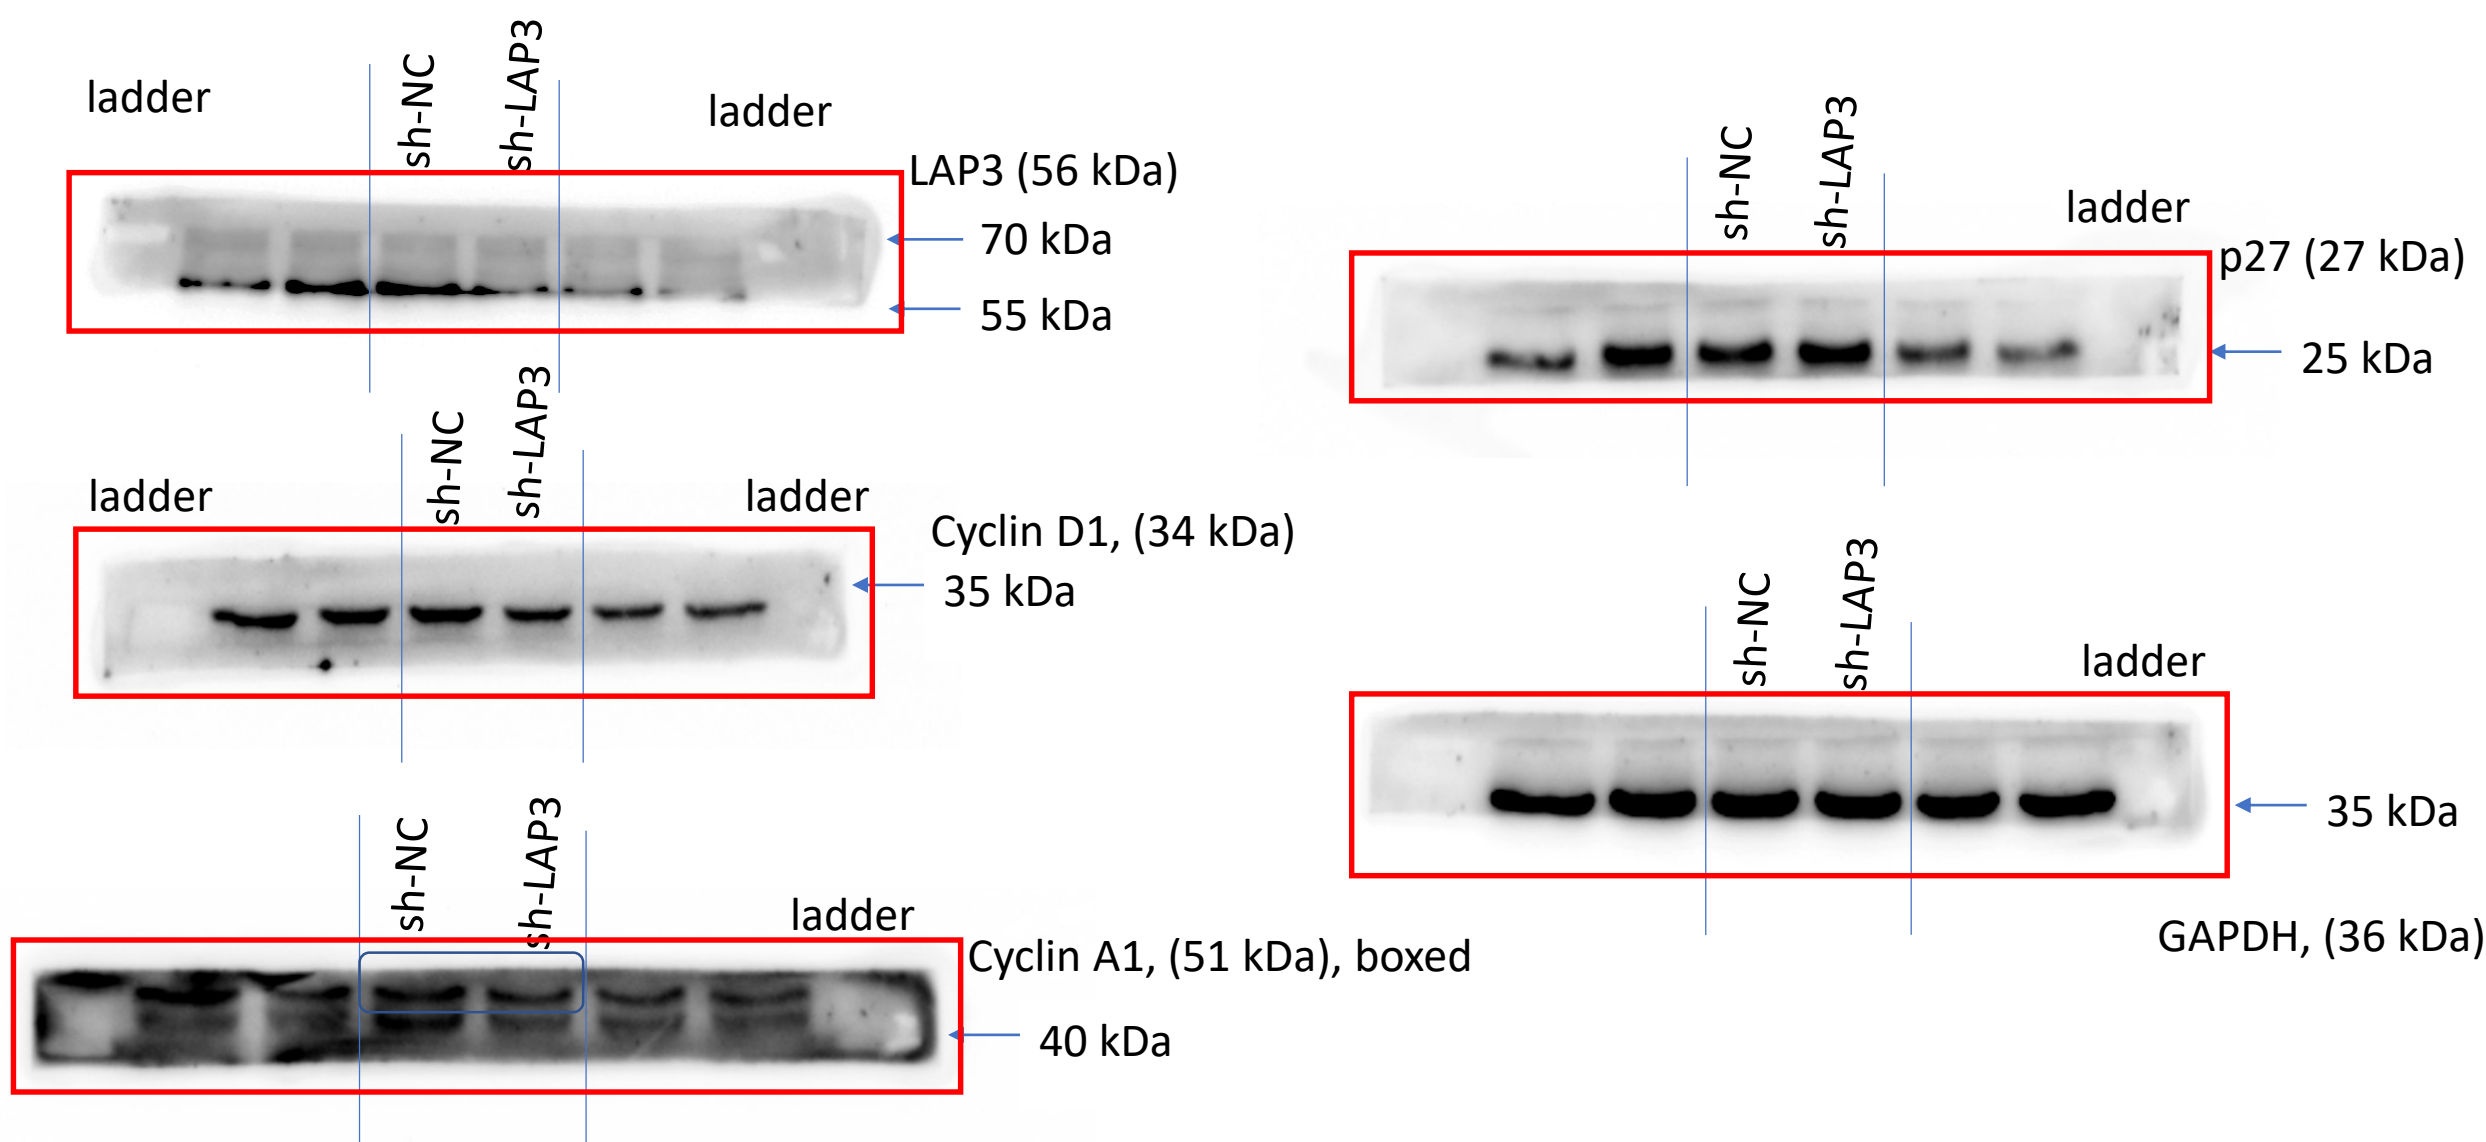 ladder
sh-NC
sh-LAP3
ladder
LAP3 (56 kDa)
70 kDa
55 kDa
ladder
sh-NC
sh-LAP3
ladder
Cyclin D1, (34 kDa)
35 kDa
sh-NC
sh-LAP3
ladder
Cyclin A1, (51 kDa), boxed
40 kDa
sh-NC
sh-LAP3
ladder
p27 (27 kDa)
25 kDa
sh-NC
sh-LAP3
ladder
35 kDa
GAPDH, (36 kDa)